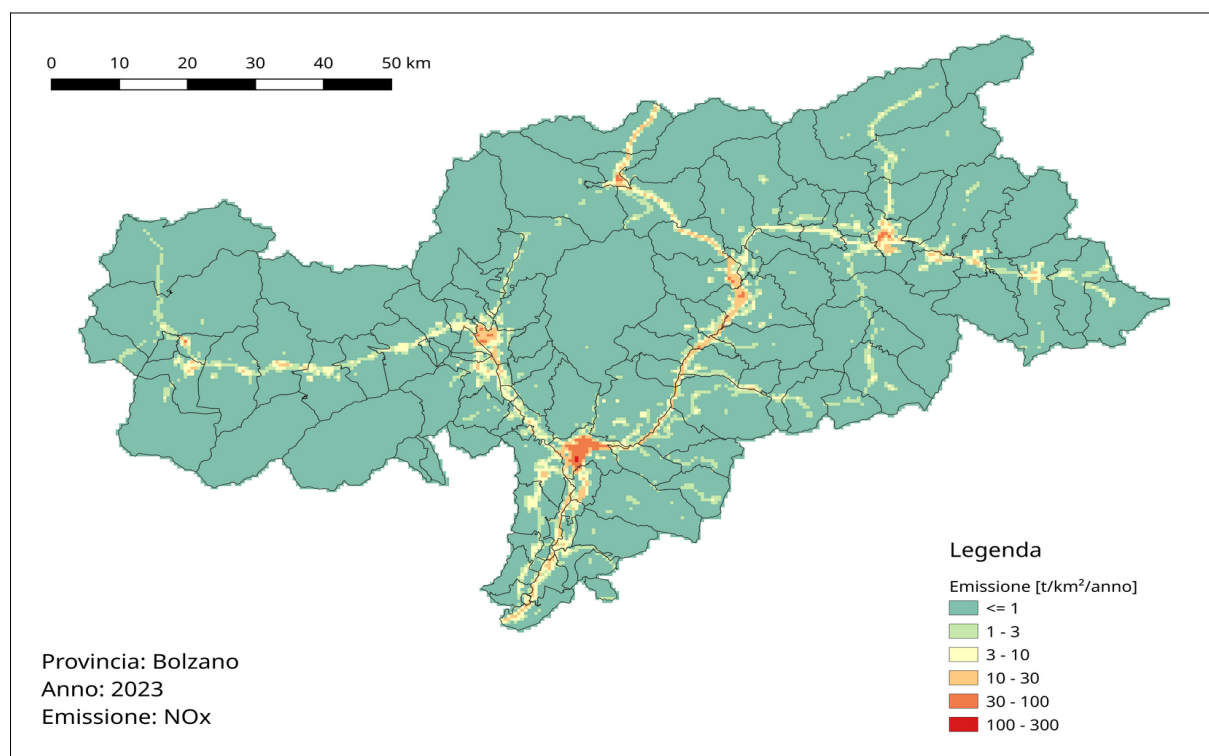 0 10 20 30 40 50 km
Legenda
Emissione [t/km²/anno]
<= 1
1 - 3
3 - 10
10 - 30
30 - 100
100 - 300
Provincia: Bolzano
Anno: 2023
Emissione: NOx